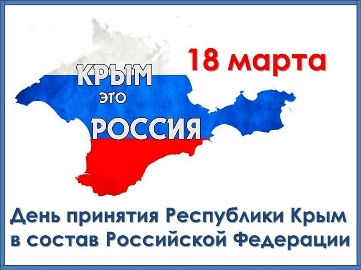 18 марта
КРЫМ
ЭТО
РОССИЯ
День принятия Республики Крым
в состав Российской Федерации